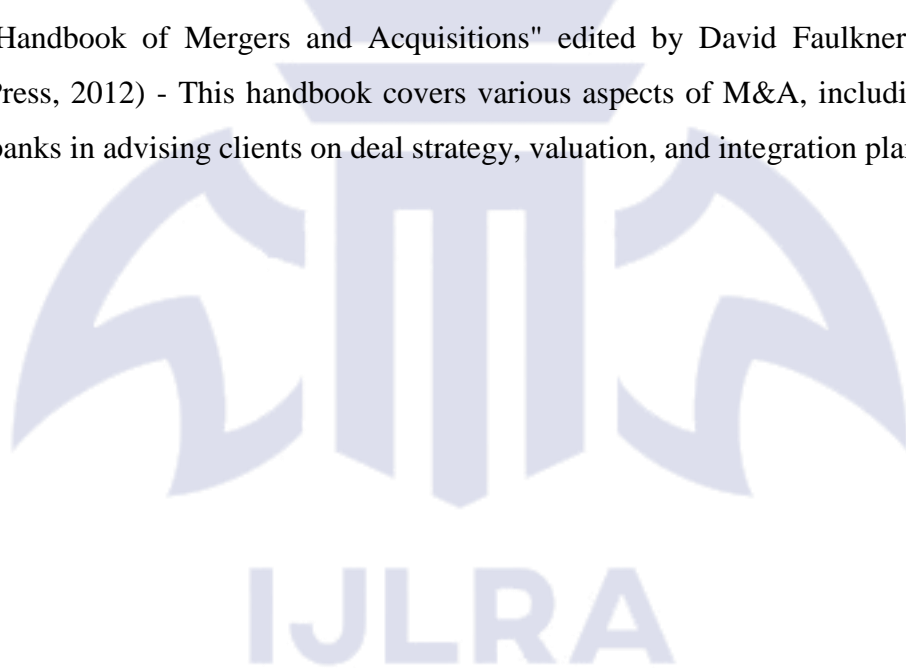 Handbook of Mergers and Acquisitions" edited by David Faulkner
Press, 2012) - This handbook covers various aspects of M&A, includi
banks in advising clients on deal strategy, valuation, and integration pla
IJLRA